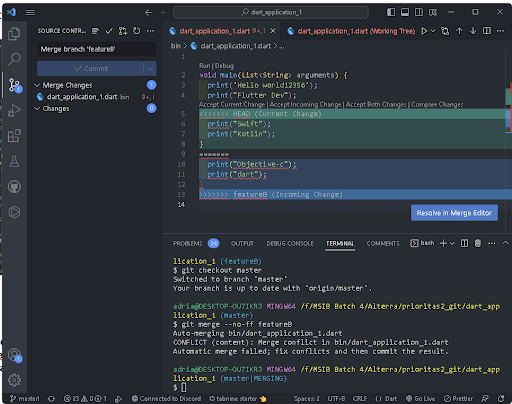 dart_application_1
SOURCE CONTR...
Merge branch 'featureB'
Commit
Merge Changes 1
dart_application_1.dart bin 9+, !
Changes 0
dart_application_1.dart 9+, !
dart_application_1.dart (Working Tree)
bin > dart_application_1.dart > ...
Run | Debug
1
2 void main(List<String> arguments) {
3 print('Hello world12356');
4 print("Flutter Dev");
Accept Current Change | Accept Incoming Change | Accept Both Changes | Compare Changes
5 <<<<<<< HEAD (Current Change)
6 print("Swift");
7 print("Kotlin");
8 }
9 =======
10 print("Objective-c");
11 print("dart");
12
13 >>>>>>> featureB (Incoming Change)
14
Resolve in Merge Editor
PROBLEMS 24 OUTPUT DEBUG CONSOLE TERMINAL COMMENTS bash
lication_1 (featureB)
$ git checkout master
Switched to branch 'master'
Your branch is up to date with 'origin/master'.
adria@DESKTOP-OU7IKRJ MINGW64 /f/MSIB Batch 4/Alterra/prioritas2_git/dart_app
lication_1 (master)
$ git merge --no-ff featureB
Auto-merging bin/dart_application_1.dart
CONFLICT (content): Merge conflict in bin/dart_application_1.dart
Automatic merge failed; fix conflicts and then commit the result.
adria@DESKTOP-OU7IKRJ MINGW64 /f/MSIB Batch 4/Alterra/prioritas2_git/dart_app
lication_1 (master|MERGING)
$
master! 23 0 1 Connected to Discord tabnine starter Spaces: 2 UTF-8 CRLF {} Dart Go Live Prettier